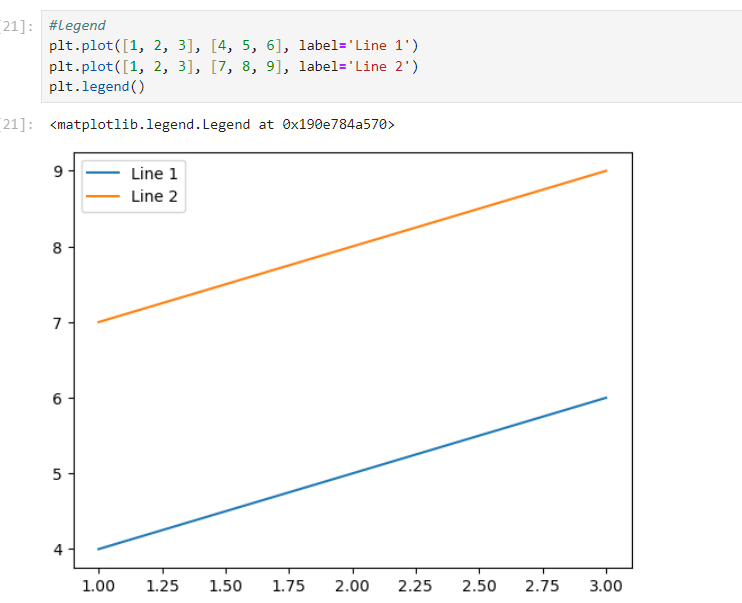 21]: #legend
plt.plot([1, 2, 3], [4, 5, 6], label='Line 1')
plt.plot([1, 2, 3], [7, 8, 9], label='Line 2')
plt.legend()
21]: <matplotlib.legend.Legend at 0x190e784a570>
Line 1
Line 2
9
8
7
6
5
4
1.00 1.25 1.50 1.75 2.00 2.25 2.50 2.75 3.00